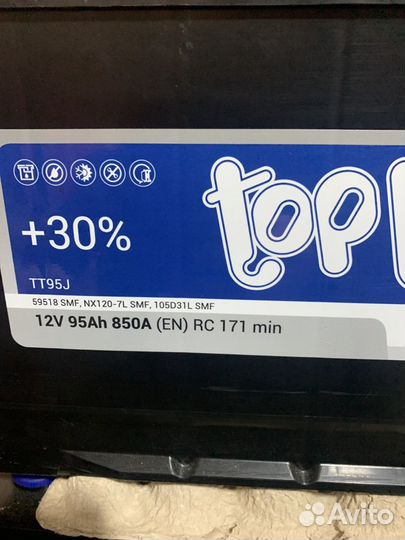 top
+30%
TT95J
59518 SMF, NX120-7L SMF, 105D31L SMF
12V 95Ah 850A (EN) RC 171 min
Avito